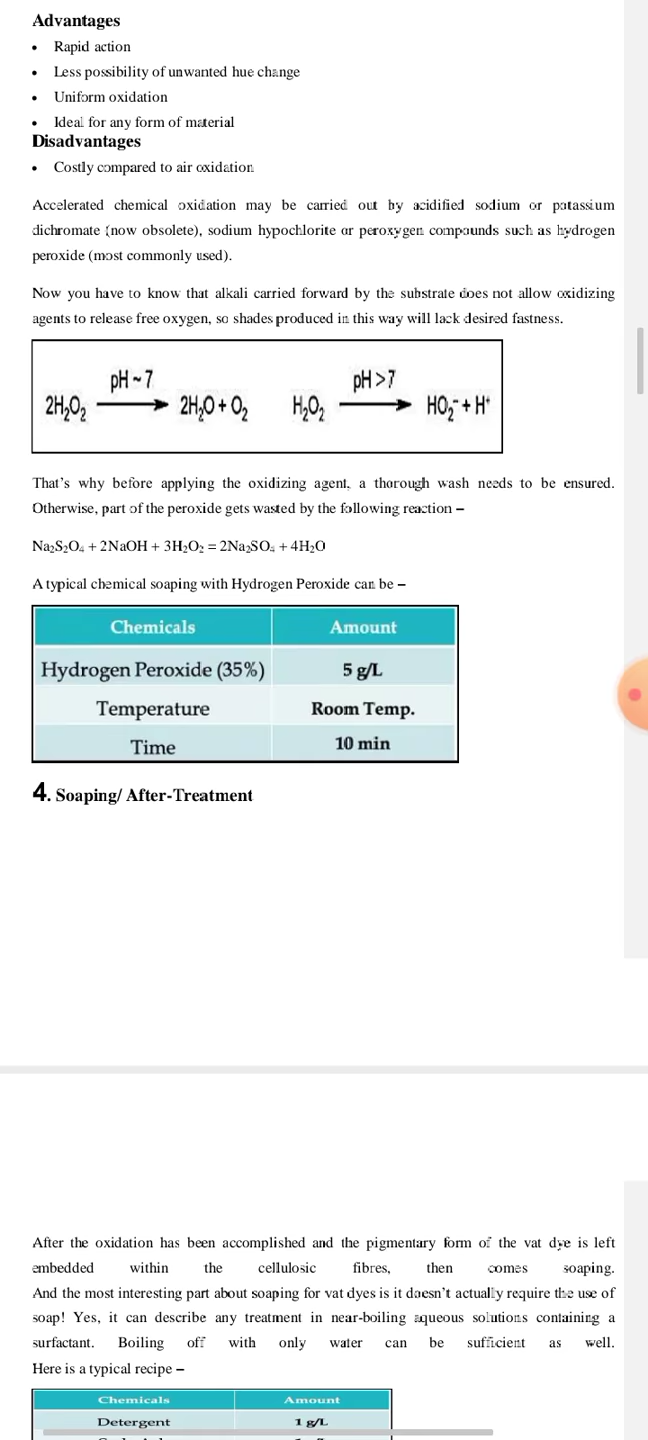 Advantages
• Rapid action
• Less possibility of unwanted hue change
• Uniform oxidation
• Ideal for any form of material
Disadvantages
• Costly compared to air oxidation
Accelerated chemical oxidation may be carried out by acidified sodium or potassium
dichromate (now obsolete), sodium hypochlorite or peroxygen compounds such as hydrogen
peroxide (most commonly used).
Now you have to know that alkali carried forward by the substrate does not allow oxidizing
agents to release free oxygen, so shades produced in this way will lack desired fastness.
pH ~ 7 pH > 7
2H₂O₂ → 2H₂O + O₂ H₂O₂ → HO₂⁻ + H⁺
That's why before applying the oxidizing agent, a thorough wash needs to be ensured.
Otherwise, part of the peroxide gets wasted by the following reaction –
Na₂S₂O₄ + 2NaOH + 3H₂O₂ = 2Na₂SO₄ + 4H₂O
A typical chemical soaping with Hydrogen Peroxide can be –
Chemicals Amount
Hydrogen Peroxide (35%) 5 g/L
Temperature Room Temp.
Time 10 min
4. Soaping/ After-Treatment
After the oxidation has been accomplished and the pigmentary form of the vat dye is left
embedded within the cellulosic fibres, then comes soaping.
And the most interesting part about soaping for vat dyes is it doesn't actually require the use of
soap! Yes, it can describe any treatment in near-boiling aqueous solutions containing a
surfactant. Boiling off with only water can be sufficient as well.
Here is a typical recipe –
Chemicals Amount
Detergent 1 g/L